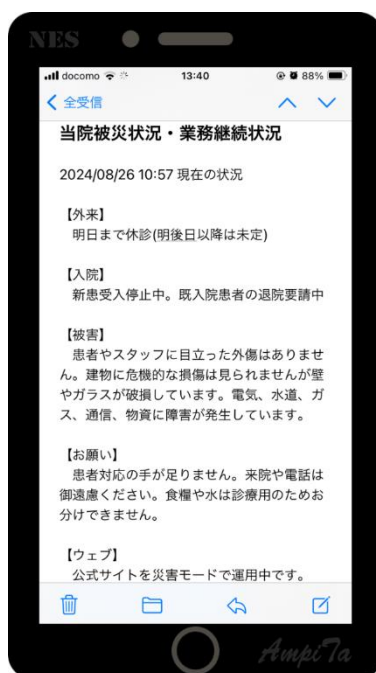 NES
docomo 13:40 88%
全受信
当院被災状況・業務継続状況
2024/08/26 10:57 現在の状況
【外来】
明日まで休診(明後日以降は未定)
【入院】
新患受入停止中。既入院患者の退院要請中
【被害】
患者やスタッフに目立った外傷はありませ
ん。建物に危機的な損傷は見られませんが壁
やガラスが破損しています。電気、水道、ガ
ス、通信、物資に障害が発生しています。
【お願い】
患者対応の手が足りません。来院や電話は
御遠慮ください。食糧や水は診療用のためお
分けできません。
【ウェブ】
公式サイトを災害モードで運用中です。
AmpiTa